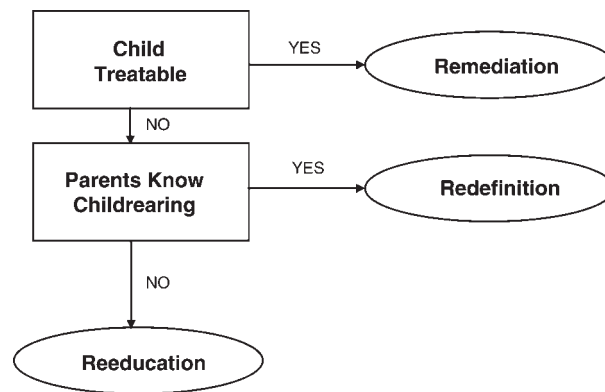 Child
Treatable
YES
Remediation
NO
Parents Know
Childrearing
YES
Redefinition
NO
Reeducation